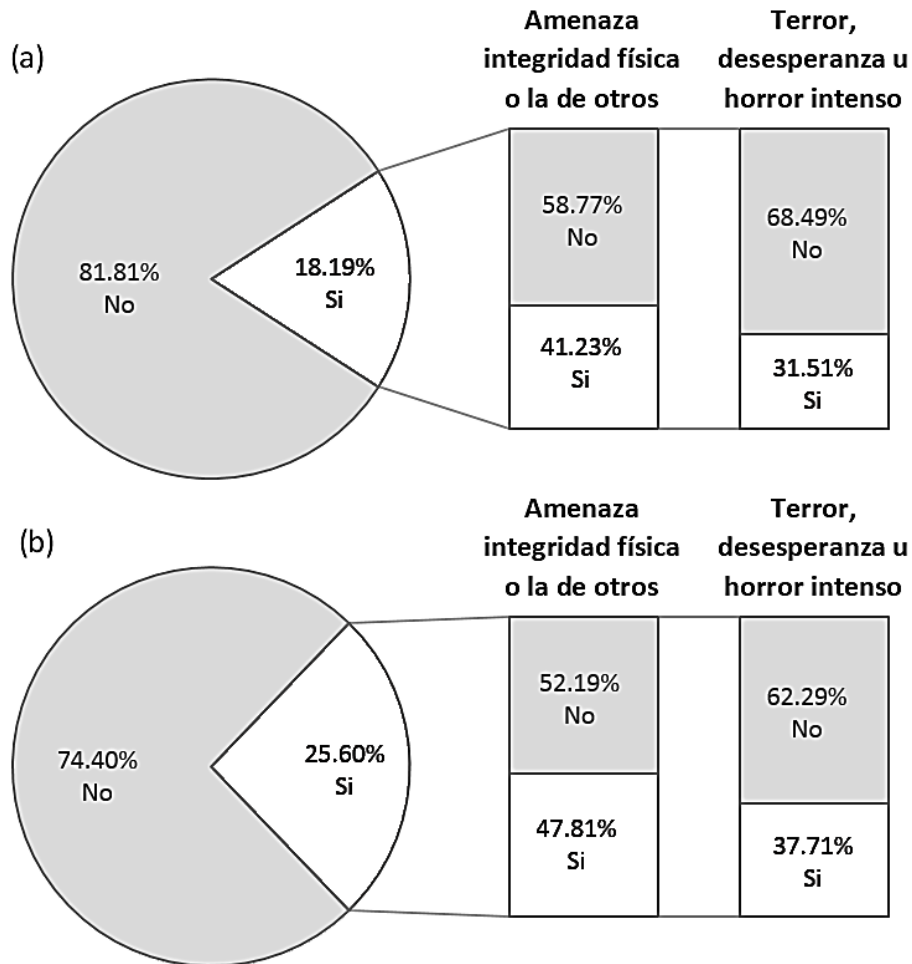 (a)
Amenaza
integridad física
o la de otros
Terror,
desesperanza u
horror intenso
81.81%
No
18.19%
Si
58.77%
No
41.23%
Si
68.49%
No
31.51%
Si
(b)
Amenaza
integridad física
o la de otros
Terror,
desesperanza u
horror intenso
74.40%
No
25.60%
Si
52.19%
No
47.81%
Si
62.29%
No
37.71%
Si